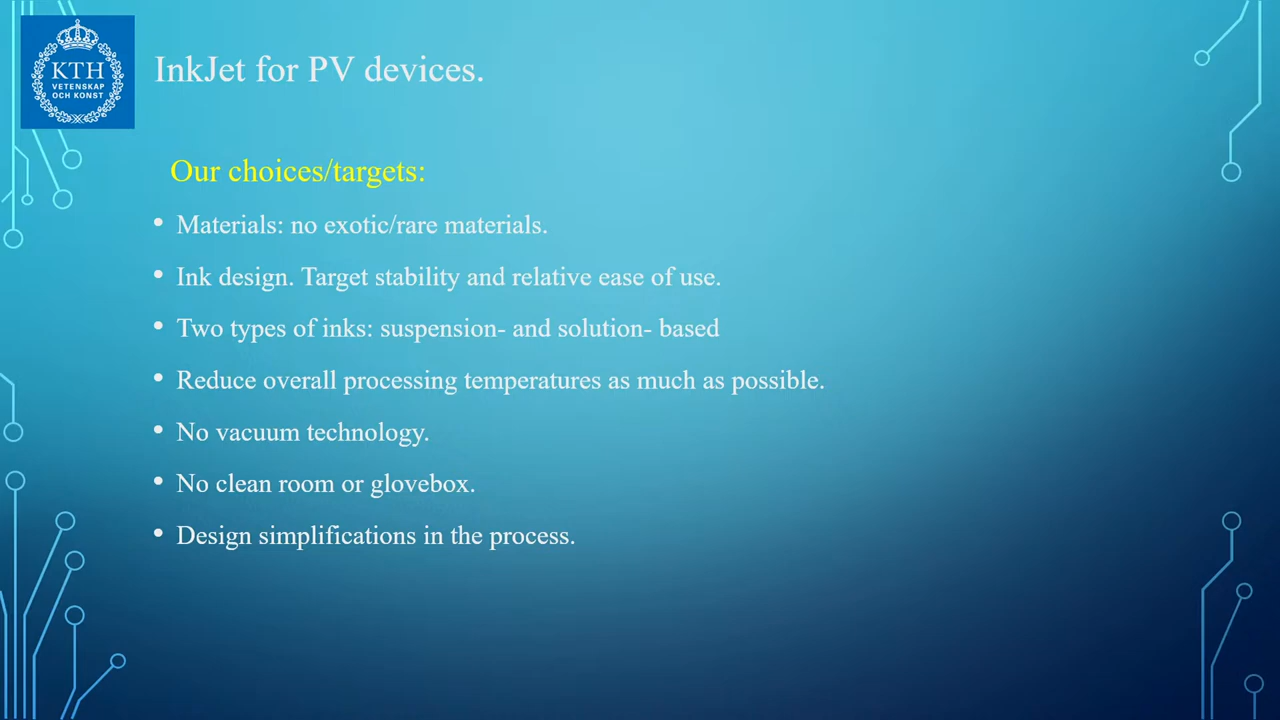 KTH
VETENSKAP
OCH KONST
InkJet for PV devices.
Our choices/targets:
• Materials: no exotic/rare materials.
• Ink design. Target stability and relative ease of use.
• Two types of inks: suspension- and solution- based
• Reduce overall processing temperatures as much as possible.
• No vacuum technology.
• No clean room or glovebox.
• Design simplifications in the process.